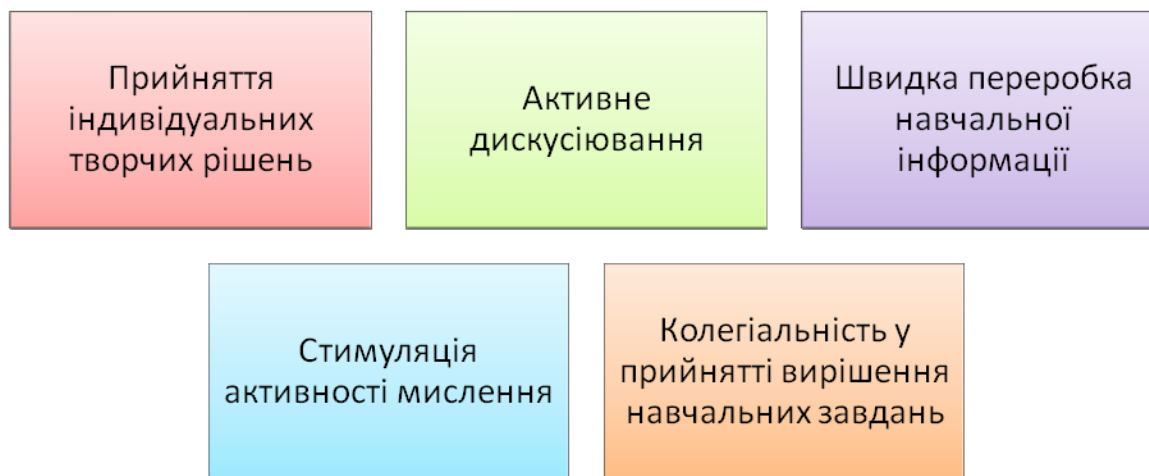 Прийняття
індивідуальних
творчих рішень
Активне
дискусіювання
Швидка переробка
навчальної
інформації
Стимуляція
активності мислення
Колегіальність у
прийнятті вирішення
навчальних завдань